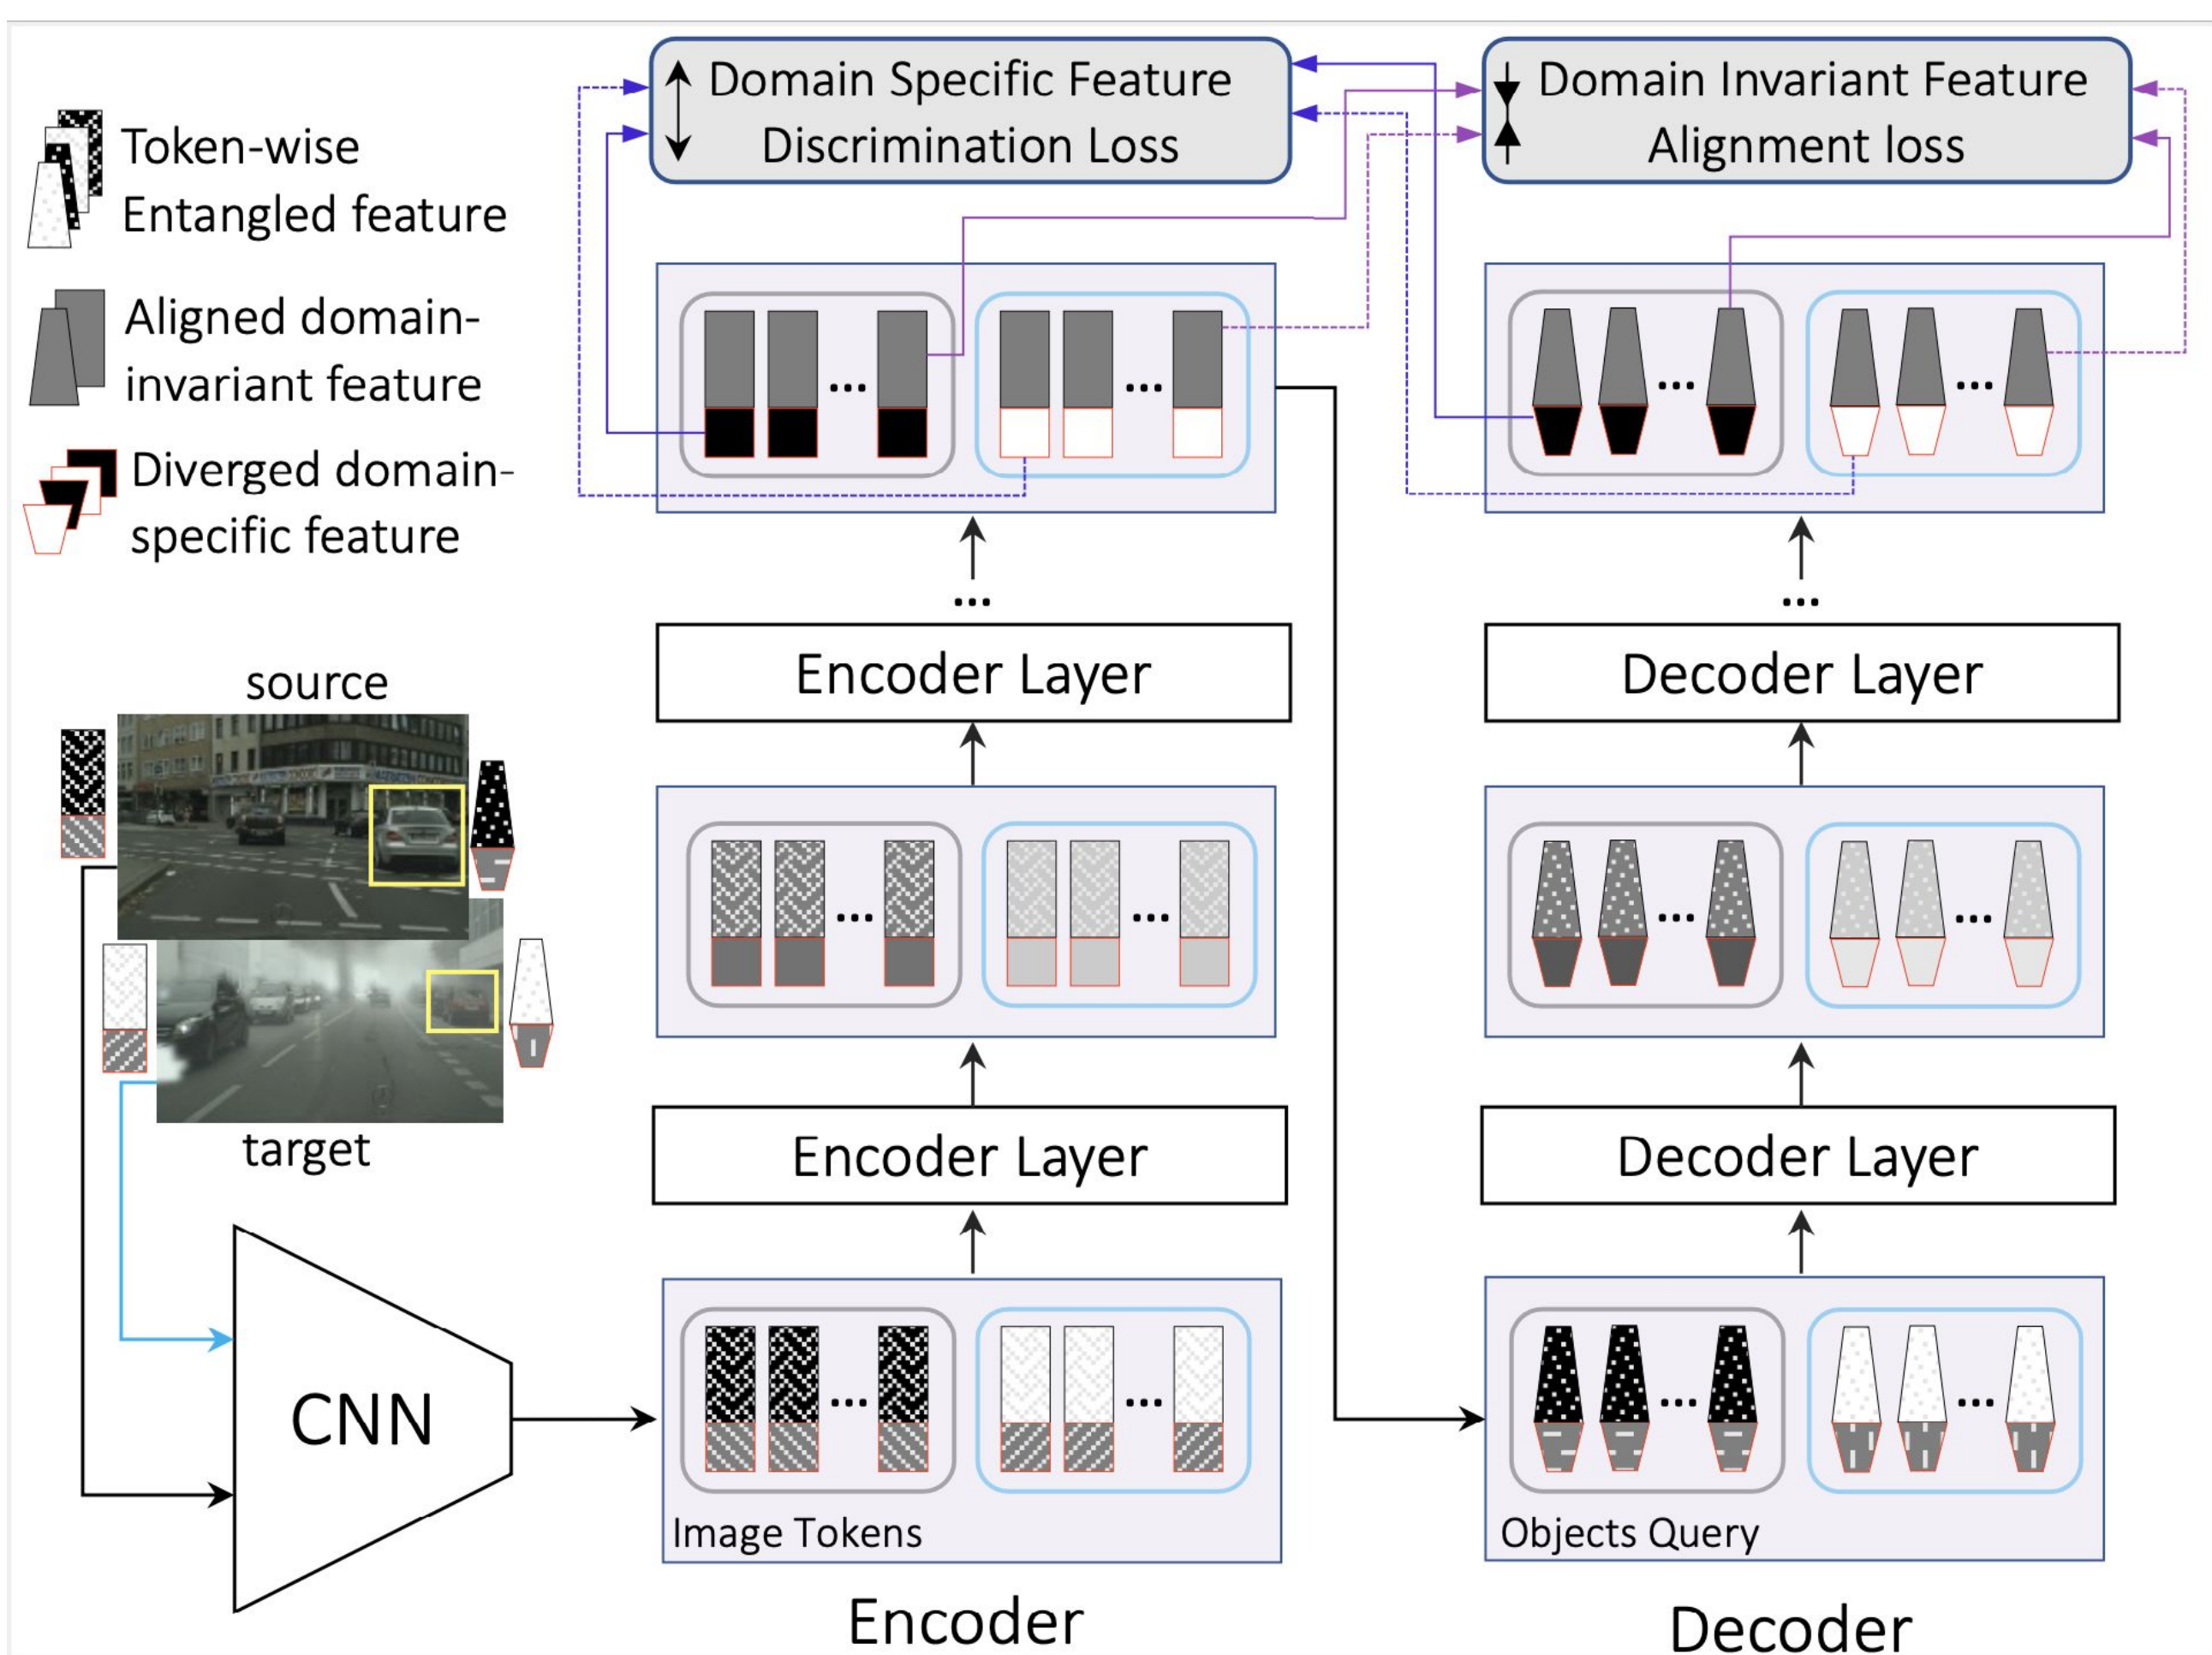 Domain Specific Feature
Discrimination Loss
Domain Invariant Feature
Alignment loss
Token-wise
Entangled feature
Aligned domain-
invariant feature
Diverged domain-
specific feature
...
...
...
...
...
...
source
target
Encoder Layer
Decoder Layer
...
...
...
...
Encoder Layer
Decoder Layer
CNN
...
...
...
...
Image Tokens
Objects Query
Encoder
Decoder